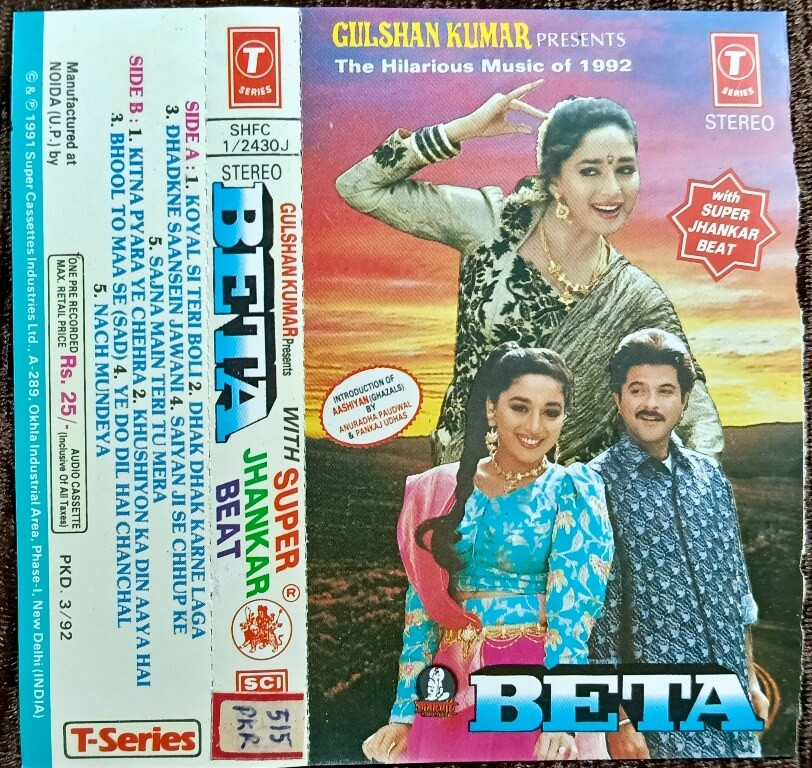 GULSHAN KUMAR PRESENTS
The Hilarious Music of 1992
T
SERIES
STEREO
with
SUPER
JHANKAR
BEAT
INTRODUCTION OF
AASHIYAN (GHAZALS)
BY
ANURADHA PAUDWAL
& PANKAJ UDHAS
BETA
T
SERIES
SHFC
1/2430J
STEREO
GULSHAN KUMAR Presents
BETA
WITH SUPER ®
JHANKAR
BEAT
SCI
515
PKR
SIDE A : 1. KOYAL SI TERI BOLI 2. DHAK DHAK KARNE LAGA
3. DHADKNE SAANSEIN JAWANI 4. SAIYAN JI SE CHHUP KE
5. SAJNA MAIN TERI TU MERA
SIDE B : 1. KITNA PYARA YE CHEHRA 2. KHUSHIYON KA DIN AAYA HAI
3. BHOOL TO MAA SE (SAD) 4. YE DO DIL HAI CHANCHAL
5. NACH MUNDEYA
Manufactured at
NOIDA (U.P.) by
ONE PRE RECORDED
MAX. RETAIL PRICE
Rs. 25/-
AUDIO CASSETTE
(Inclusive Of All Taxes)
PKD. 3/92
T-Series
© & ℗ 1991 Super Cassettes Industries Ltd., A-289, Okhla Industrial Area, Phase-I, New Delhi (INDIA)